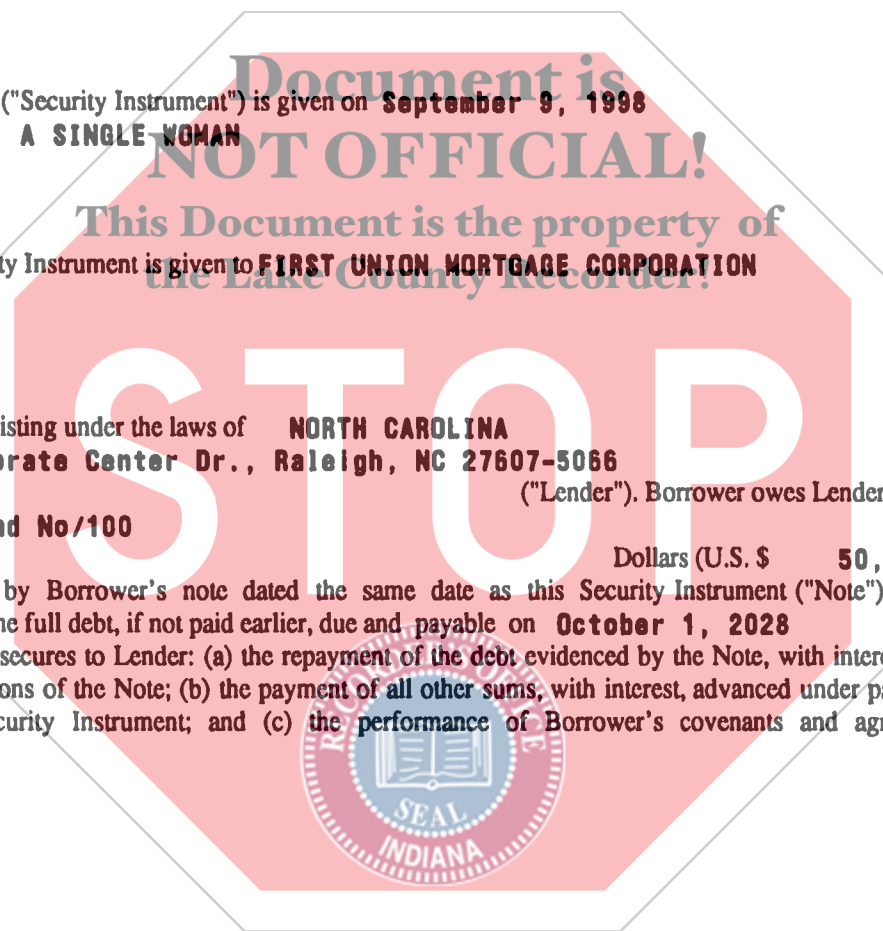 Document is
("Security Instrument") is given on September 9, 1998
A SINGLE WOMAN
NOT OFFICIAL!
This Document is the property of
ty Instrument is given to FIRST UNION MORTGAGE CORPORATION
the Lake County Recorder!
STOP
isting under the laws of NORTH CAROLINA
orate Center Dr., Raleigh, NC 27607-5066
("Lender"). Borrower owes Lender
nd No/100
Dollars (U.S. $ 50,
by Borrower's note dated the same date as this Security Instrument ("Note")
he full debt, if not paid earlier, due and payable on October 1, 2028
secures to Lender: (a) the repayment of the debt evidenced by the Note, with intere
ons of the Note; (b) the payment of all other sums, with interest, advanced under pa
curity Instrument; and (c) the performance of Borrower's covenants and agr
RECORDER'S OFFICE
SEAL
INDIANA